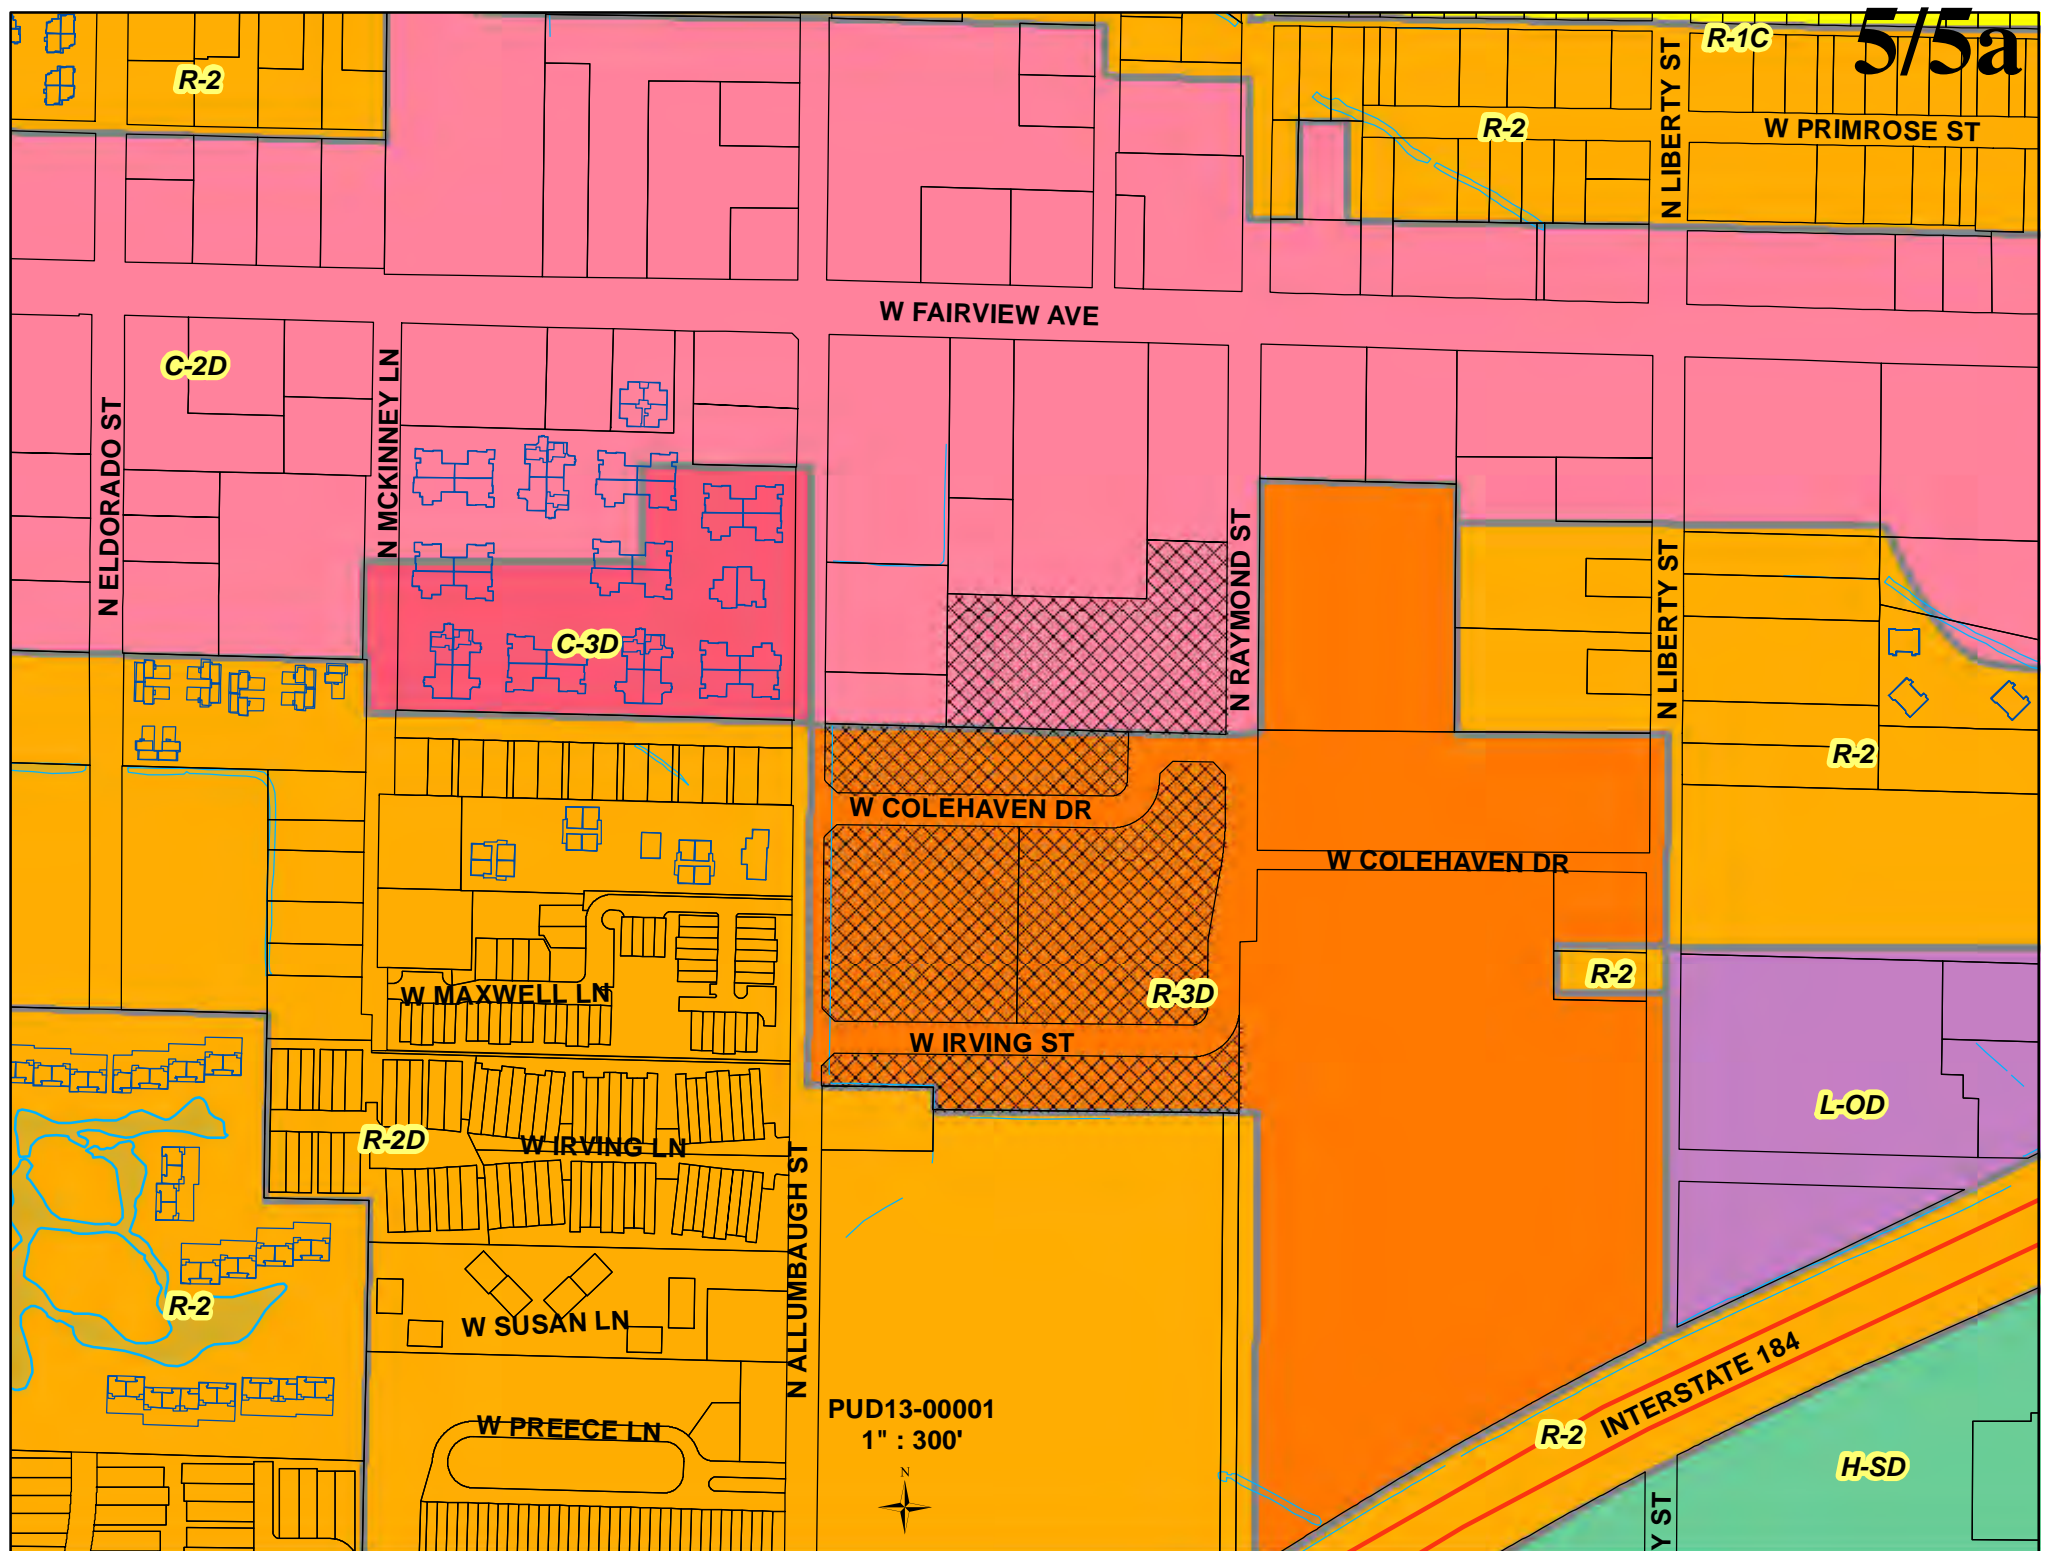 5/5a
R-1C
R-2
R-2
W PRIMROSE ST
N LIBERTY ST
W FAIRVIEW AVE
C-2D
N MCKINNEY LN
N ELDORADO ST
N RAYMOND ST
N LIBERTY ST
C-3D
R-2
W COLEHAVEN DR
W COLEHAVEN DR
R-2
R-3D
W MAXWELL LN
W IRVING ST
L-OD
R-2D
W IRVING LN
N ALLUMBAUGH ST
R-2
W SUSAN LN
INTERSTATE 184
PUD13-00001
1" : 300'
W PREECE LN
R-2
H-SD
N
Y ST